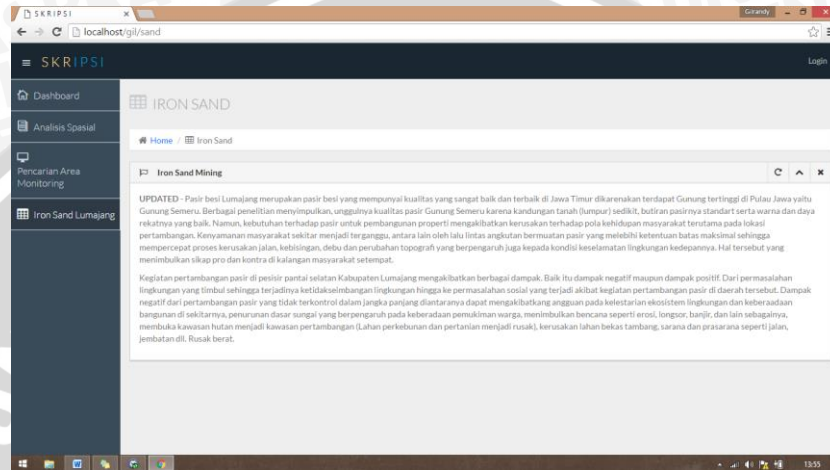 SKRIPSI
Girandy
localhost/gil/sand
SKRIPSI
Login
Dashboard
Analisis Spasial
Pencarian Area
Monitoring
Iron Sand Lumajang
IRON SAND
Home / Iron Sand
Iron Sand Mining
UPDATED - Pasir besi Lumajang merupakan pasir besi yang mempunyai kualitas yang sangat baik dan terbaik di Jawa Timur dikarenakan terdapat Gunung tertinggi di Pulau Jawa yaitu
Gunung Semeru. Berbagai penelitian menyimpulkan, unggulnya kualitas pasir Gunung Semeru karena kandungan tanah (lumpur) sedikit, butiran pasirnya standart serta warna dan daya
rekatnya yang baik. Namun, kebutuhan terhadap pasir untuk pembangunan properti mengakibatkan kerusakan terhadap pola kehidupan masyarakat terutama pada lokasi
pertambangan. Kenyamanan masyarakat sekitar menjadi terganggu, antara lain oleh lalu lintas angkutan bermuatan pasir yang melebihi ketentuan batas maksimal sehingga
mempercepat proses kerusakan jalan, kebisingan, debu dan perubahan topografi yang berpengaruh juga kepada kondisi keselamatan lingkungan kedepannya. Hal tersebut yang
menimbulkan sikap pro dan kontra di kalangan masyarakat setempat.
Kegiatan pertambangan pasir di pesisir pantai selatan Kabupaten Lumajang mengakibatkan berbagai dampak. Baik itu dampak negatif maupun dampak positif. Dari permasalahan
lingkungan yang timbul sehingga terjadinya ketidakseimbangan lingkungan hingga ke permasalahan sosial yang terjadi akibat kegiatan pertambangan pasir di daerah tersebut. Dampak
negatif dari pertambangan pasir yang tidak terkontrol dalam jangka panjang diantaranya dapat mengakibatkang angguan pada kelestarian ekosistem lingkungan dan keberaadaan
bangunan di sekitarnya, penurunan dasar sungai yang berpengaruh pada keberadaan pemukiman warga, menimbulkan bencana seperti erosi, longsor, banjir, dan lain sebagainya,
membuka kawasan hutan menjadi kawasan pertambangan (Lahan perkebunan dan pertanian menjadi rusak), kerusakan lahan bekas tambang, sarana dan prasarana seperti jalan,
jembatan dll. Rusak berat.
13:55